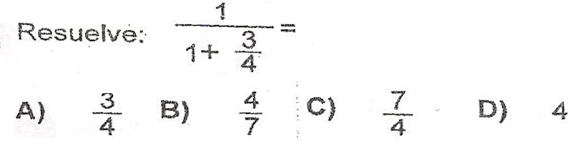 Resuelve: 1 / (1 + 3/4) =
A) 3/4 B) 4/7 C) 7/4 D) 4